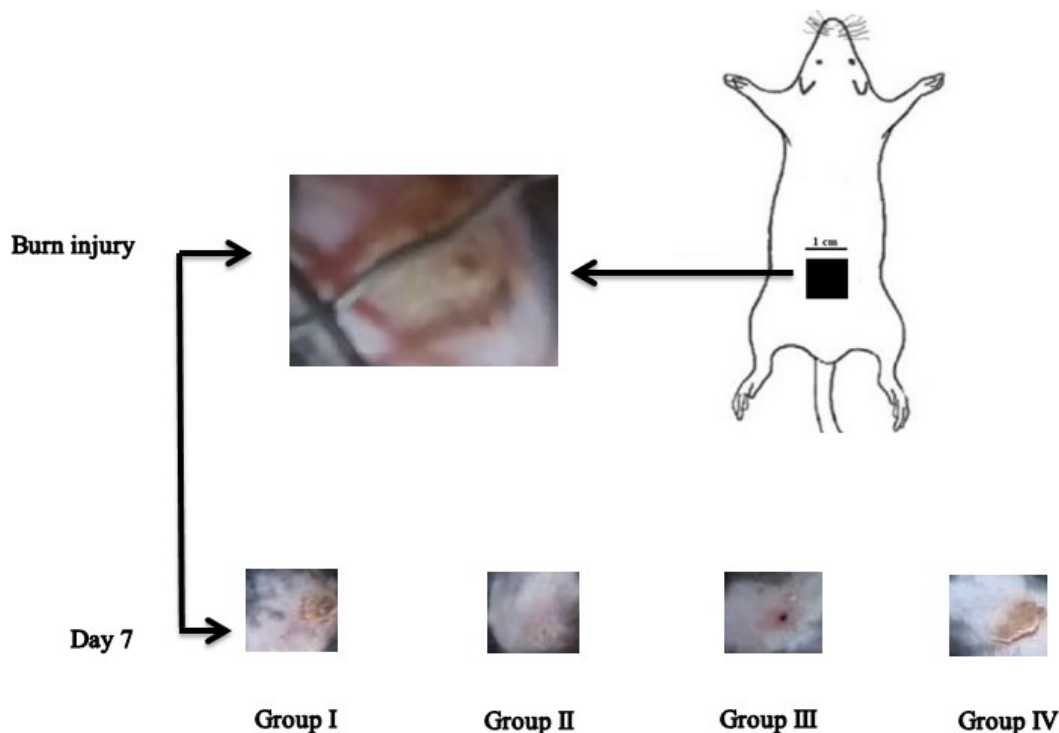 1 cm
Burn injury
Day 7
Group I
Group II
Group III
Group IV